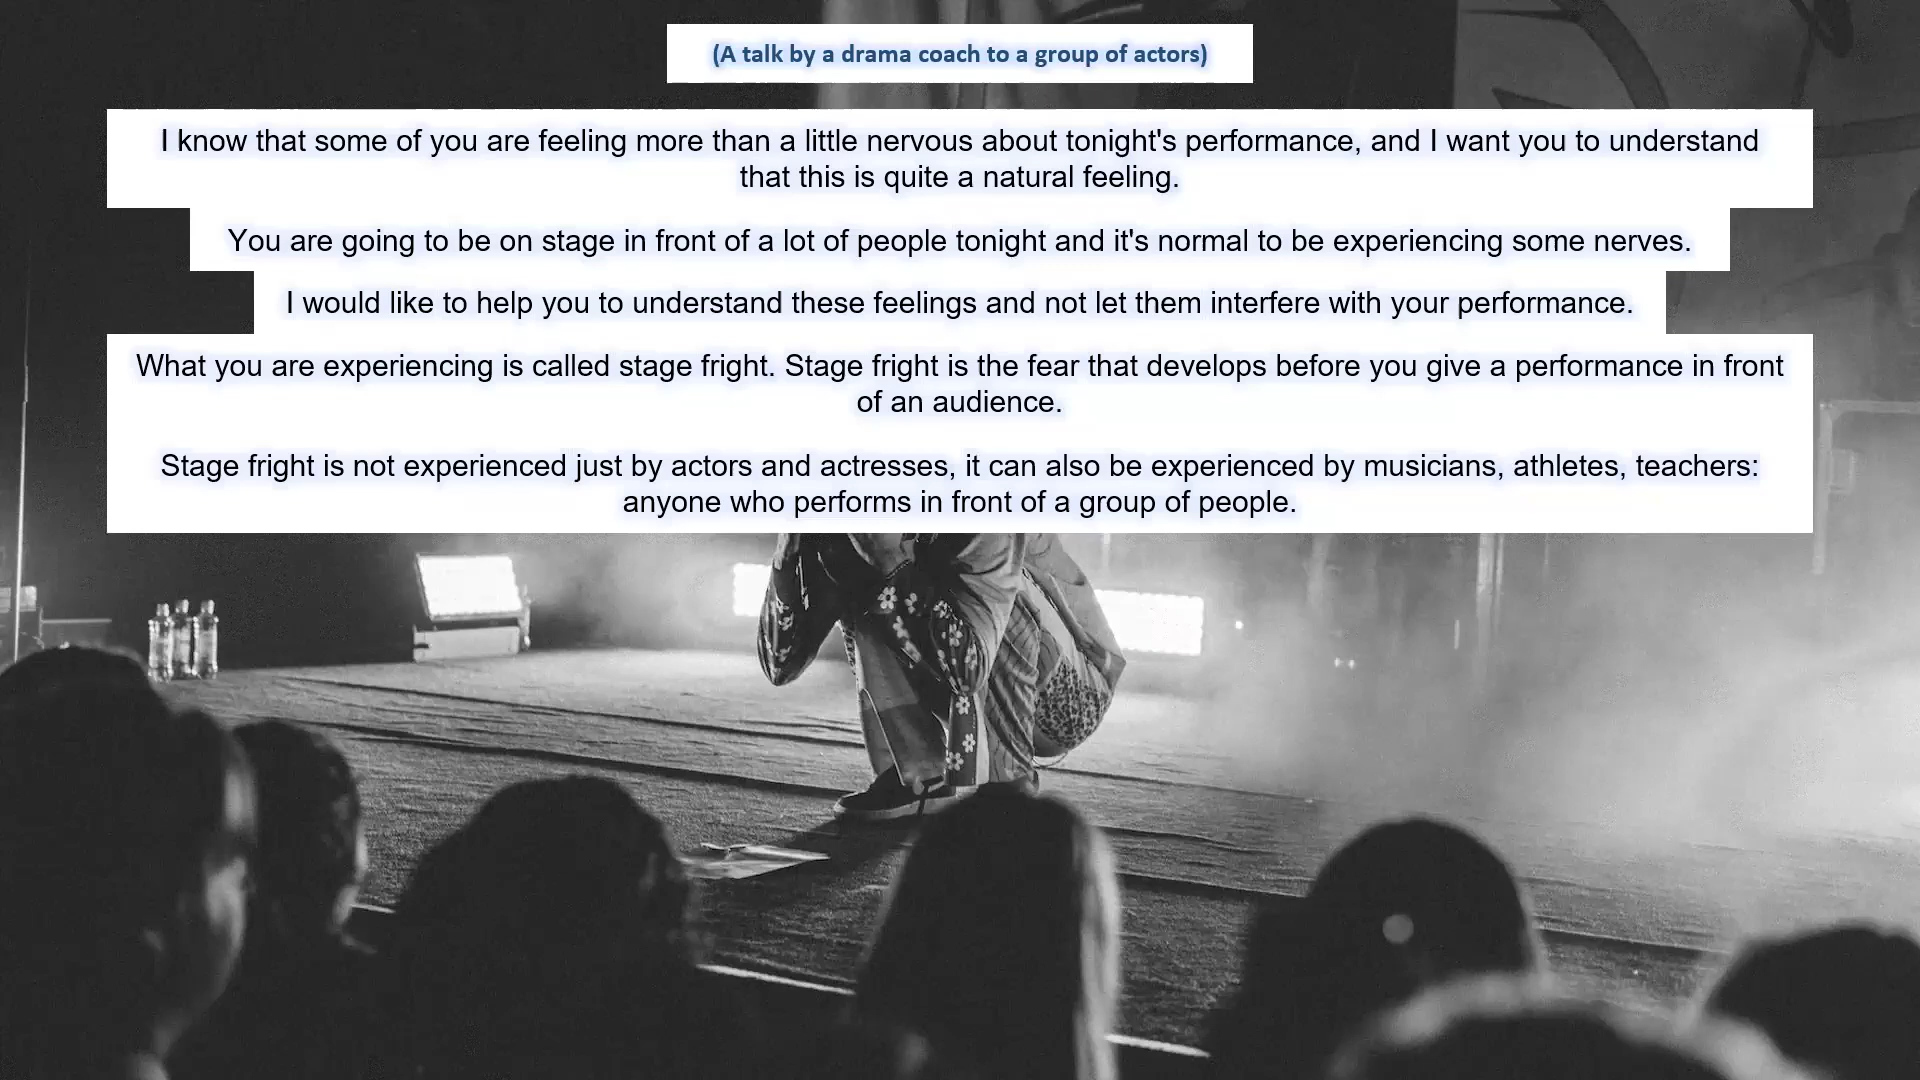 (A talk by a drama coach to a group of actors)
I know that some of you are feeling more than a little nervous about tonight's performance, and I want you to understand
that this is quite a natural feeling.
You are going to be on stage in front of a lot of people tonight and it's normal to be experiencing some nerves.
I would like to help you to understand these feelings and not let them interfere with your performance.
What you are experiencing is called stage fright. Stage fright is the fear that develops before you give a performance in front
of an audience.
Stage fright is not experienced just by actors and actresses, it can also be experienced by musicians, athletes, teachers:
anyone who performs in front of a group of people.